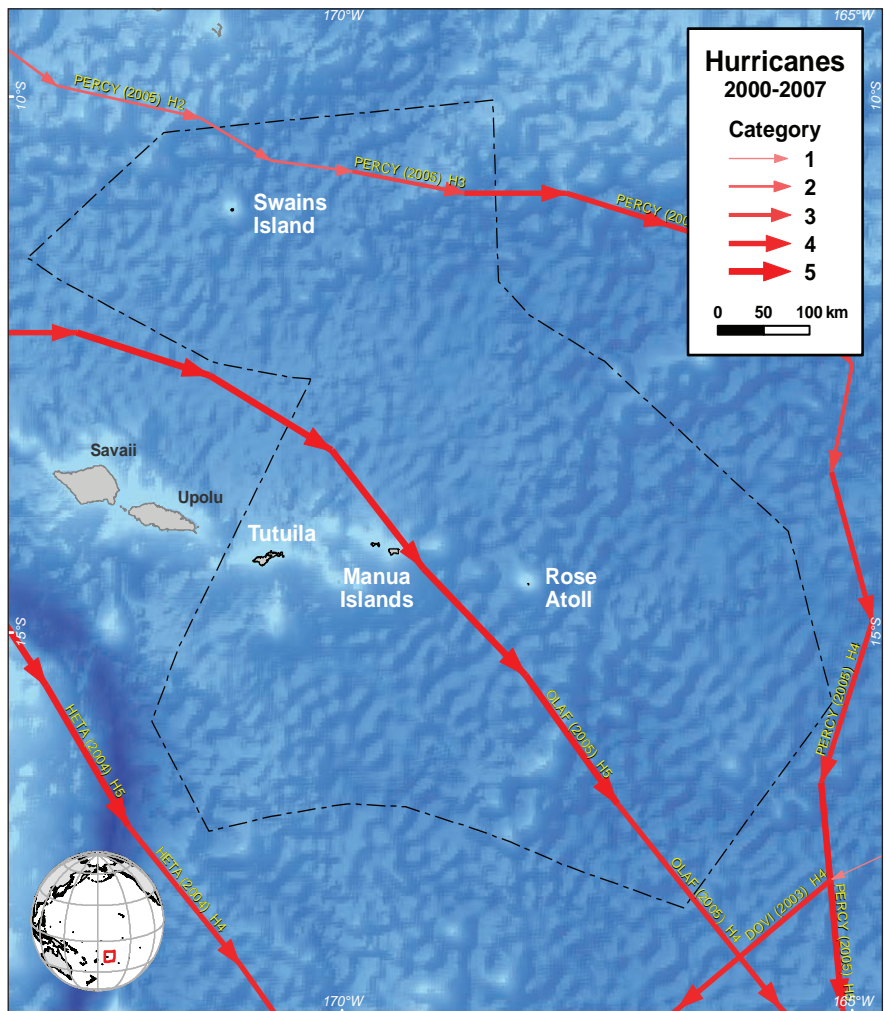 170°W
165°W
10°S
10°S
PERCY (2005) H2
PERCY (2005) H3
Hurricanes
2000-2007
Category
1
2
3
4
5
0 50 100 km
Swains
Island
Savaii
Upolu
Tutuila
Manua
Islands
Rose
Atoll
15°S
15°S
HETA (2004) H5
HETA (2004) H4
OLAF (2005) H5
OLAF (2005) H4
PERCY (2005) H4
DOVI (2003) H4
PERCY (2005)
170°W
165°W